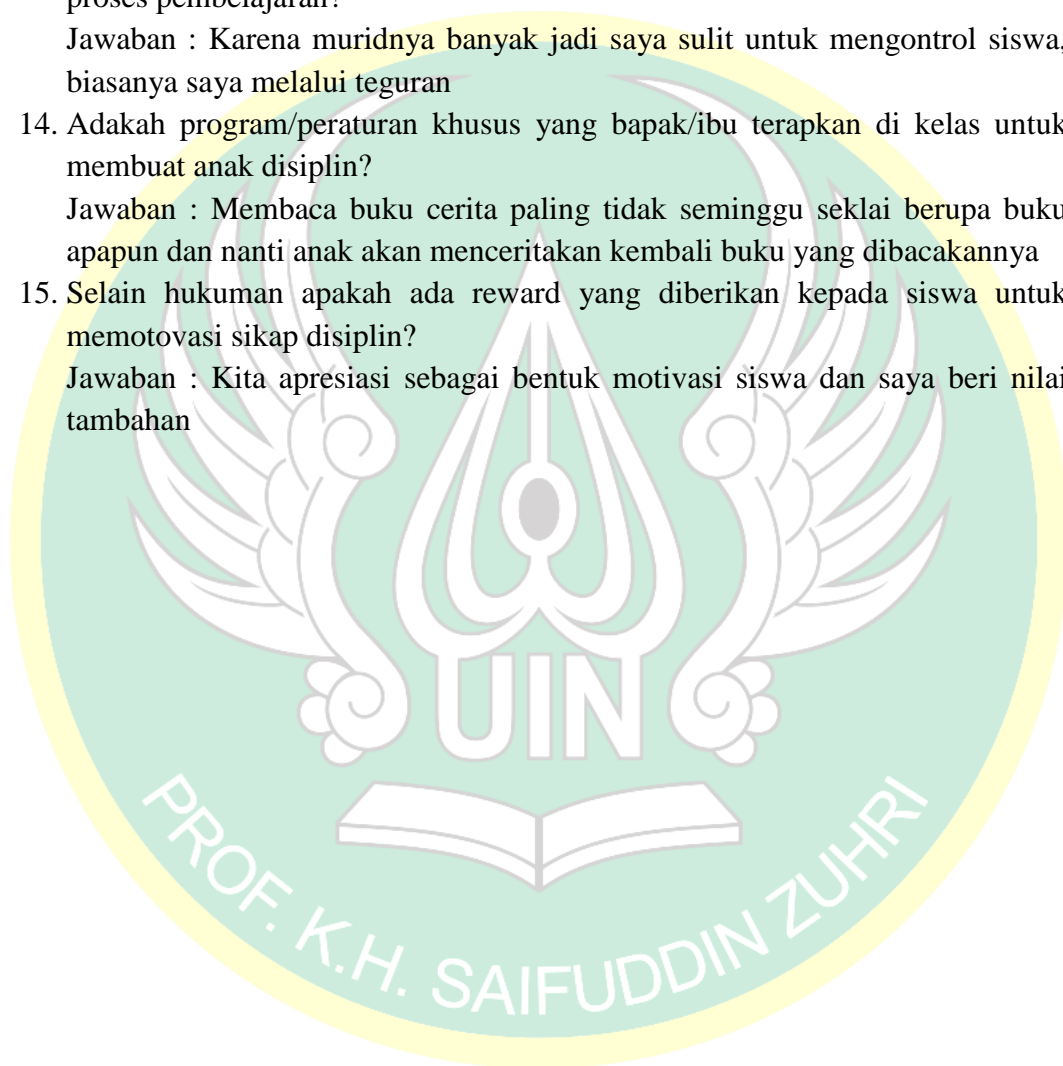 proses pembelajaran?
Jawaban : Karena muridnya banyak jadi saya sulit untuk mengontrol siswa,
biasanya saya melalui teguran
14. Adakah program/peraturan khusus yang bapak/ibu terapkan di kelas untuk
membuat anak disiplin?
Jawaban : Membaca buku cerita paling tidak seminggu seklai berupa buku
apapun dan nanti anak akan menceritakan kembali buku yang dibacakannya
15. Selain hukuman apakah ada reward yang diberikan kepada siswa untuk
memotovasi sikap disiplin?
Jawaban : Kita apresiasi sebagai bentuk motivasi siswa dan saya beri nilai
tambahan
UIN
PROF. K.H. SAIFUDDIN ZUHRI